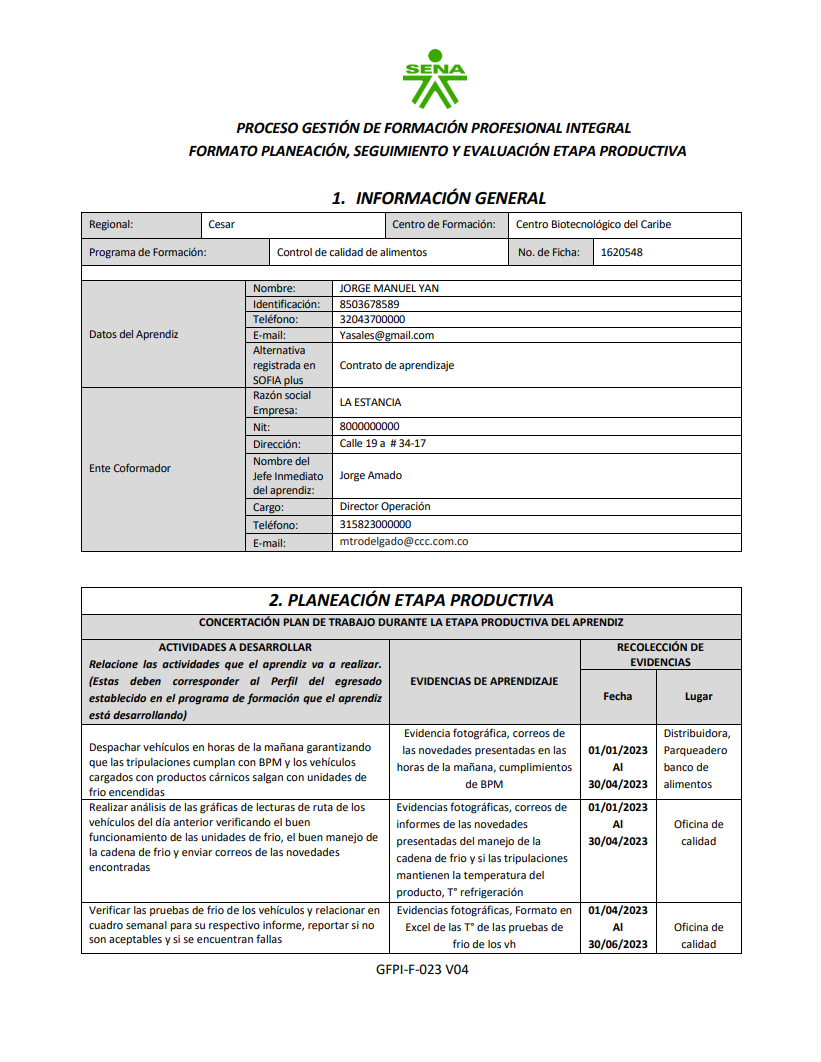 SENA
PROCESO GESTIÓN DE FORMACIÓN PROFESIONAL INTEGRAL
FORMATO PLANEACIÓN, SEGUIMIENTO Y EVALUACIÓN ETAPA PRODUCTIVA
1. INFORMACIÓN GENERAL
Regional: Cesar Centro de Formación: Centro Biotecnológico del Caribe
Programa de Formación: Control de calidad de alimentos No. de Ficha: 1620548
Datos del Aprendiz
Nombre: JORGE MANUEL YAN
Identificación: 8503678589
Teléfono: 32043700000
E-mail: Yasales@gmail.com
Alternativa
registrada en
SOFIA plus
Contrato de aprendizaje
Ente Coformador
Razón social
Empresa:
LA ESTANCIA
Nit: 8000000000
Dirección: Calle 19 a # 34-17
Nombre del
Jefe Inmediato
del aprendiz:
Jorge Amado
Cargo: Director Operación
Teléfono: 315823000000
E-mail: mtrodelgado@ccc.com.co
2. PLANEACIÓN ETAPA PRODUCTIVA
CONCERTACIÓN PLAN DE TRABAJO DURANTE LA ETAPA PRODUCTIVA DEL APRENDIZ
ACTIVIDADES A DESARROLLAR
Relacione las actividades que el aprendiz va a realizar.
(Estas deben corresponder al Perfil del egresado
establecido en el programa de formación que el aprendiz
está desarrollando)
EVIDENCIAS DE APRENDIZAJE
RECOLECCIÓN DE
EVIDENCIAS
Fecha Lugar
Despachar vehículos en horas de la mañana garantizando
que las tripulaciones cumplan con BPM y los vehículos
cargados con productos cárnicos salgan con unidades de
frio encendidas
Evidencia fotográfica, correos de
las novedades presentadas en las
horas de la mañana, cumplimientos
de BPM
01/01/2023
Al
30/04/2023
Distribuidora,
Parqueadero
banco de
alimentos
Realizar análisis de las gráficas de lecturas de ruta de los
vehículos del día anterior verificando el buen
funcionamiento de las unidades de frio, el buen manejo de
la cadena de frio y enviar correos de las novedades
encontradas
Evidencias fotográficas, correos de
informes de las novedades
presentadas del manejo de la
cadena de frio y si las tripulaciones
mantienen la temperatura del
producto, T° refrigeración
01/01/2023
Al
30/04/2023
Oficina de
calidad
Verificar las pruebas de frio de los vehículos y relacionar en
cuadro semanal para su respectivo informe, reportar si no
son aceptables y si se encuentran fallas
Evidencias fotográficas, Formato en
Excel de las T° de las pruebas de
frio de los vh
01/04/2023
Al
30/06/2023
Oficina de
calidad
GFPI-F-023 V04